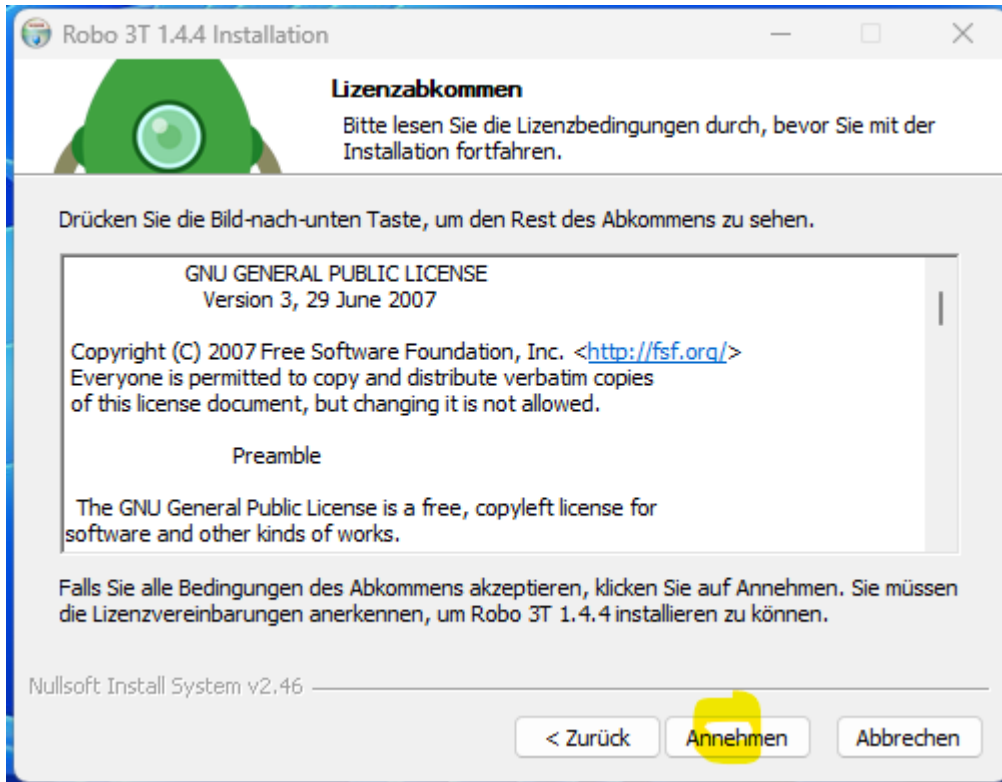 Robo 3T 1.4.4 Installation
Lizenzabkommen
Bitte lesen Sie die Lizenzbedingungen durch, bevor Sie mit der
Installation fortfahren.
Drücken Sie die Bild-nach-unten Taste, um den Rest des Abkommens zu sehen.
GNU GENERAL PUBLIC LICENSE
Version 3, 29 June 2007
Copyright (C) 2007 Free Software Foundation, Inc. <http://fsf.org/>
Everyone is permitted to copy and distribute verbatim copies
of this license document, but changing it is not allowed.
Preamble
The GNU General Public License is a free, copyleft license for
software and other kinds of works.
Falls Sie alle Bedingungen des Abkommens akzeptieren, klicken Sie auf Annehmen. Sie müssen
die Lizenzvereinbarungen anerkennen, um Robo 3T 1.4.4 installieren zu können.
Nullsoft Install System v2.46
< Zurück Annehmen Abbrechen